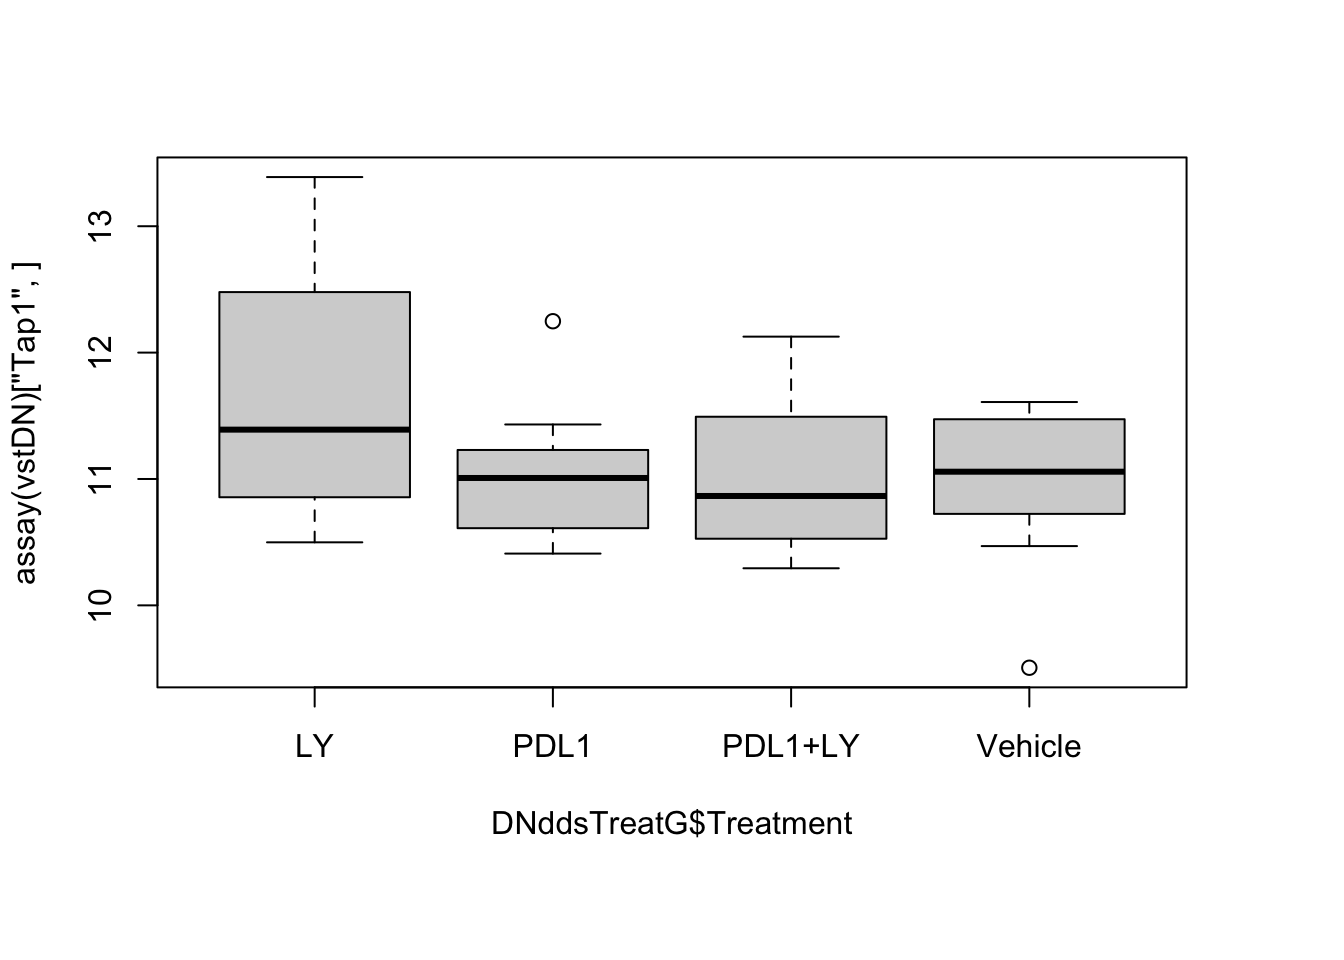 assay(vstDN)["Tap1", ]
13
12
11
10
LY PDL1 PDL1+LY Vehicle
DNddsTreatG$Treatment